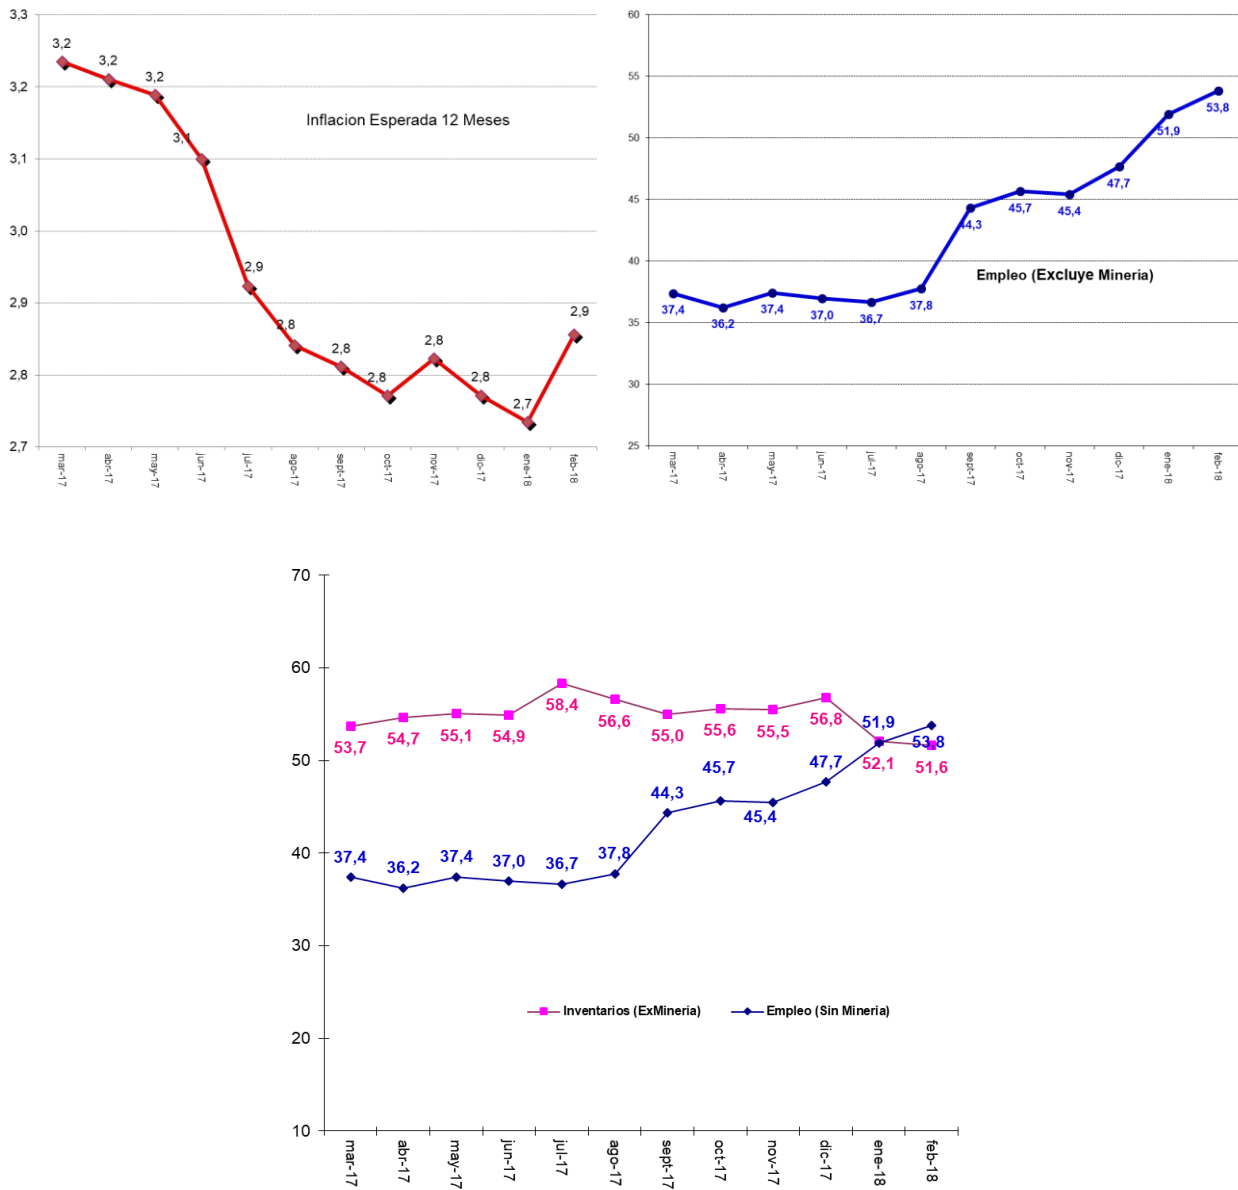 3,3
3,2
3,1
3,0
2,9
2,8
2,7
3,2
3,2
3,2
3,1
2,9
2,8
2,8
2,8
2,8
2,8
2,7
2,9
Inflacion Esperada 12 Meses
mar-17
abr-17
may-17
jun-17
jul-17
ago-17
sept-17
oct-17
nov-17
dic-17
ene-18
feb-18
60
55
50
45
40
35
30
25
37,4
36,2
37,4
37,0
36,7
37,8
44,3
45,7
45,4
47,7
51,9
53,8
Empleo (Excluye Minería)
mar-17
abr-17
may-17
jun-17
jul-17
ago-17
sept-17
oct-17
nov-17
dic-17
ene-18
feb-18
70
60
50
40
30
20
10
53,7
54,7
55,1
54,9
58,4
56,6
55,0
55,6
55,5
56,8
52,1
51,6
37,4
36,2
37,4
37,0
36,7
37,8
44,3
45,7
45,4
47,7
51,9
53,8
Inventarios (ExMinería)
Empleo (Sin Mineria)
mar-17
abr-17
may-17
jun-17
jul-17
ago-17
sept-17
oct-17
nov-17
dic-17
ene-18
feb-18